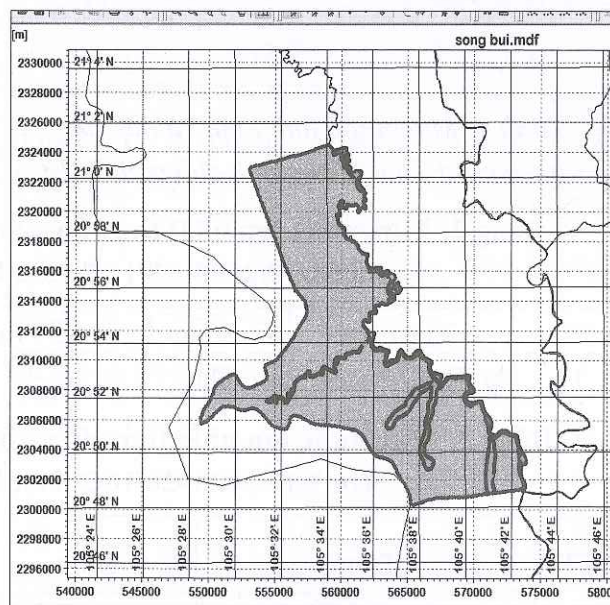 [m]
song bui.mdf
2330000
21° 4' N
2328000
2326000
21° 2' N
2324000
2322000
21° 0' N
2320000
20° 58' N
2318000
2316000
20° 56' N
2314000
2312000
20° 54' N
2310000
2308000
20° 52' N
2306000
2304000
20° 50' N
2302000
2300000
20° 48' N
2298000
2296000
20° 46' N
105° 24' E
105° 26' E
105° 28' E
105° 30' E
105° 32' E
105° 34' E
105° 36' E
105° 38' E
105° 40' E
105° 42' E
105° 44' E
105° 46' E
540000
545000
550000
555000
560000
565000
570000
575000